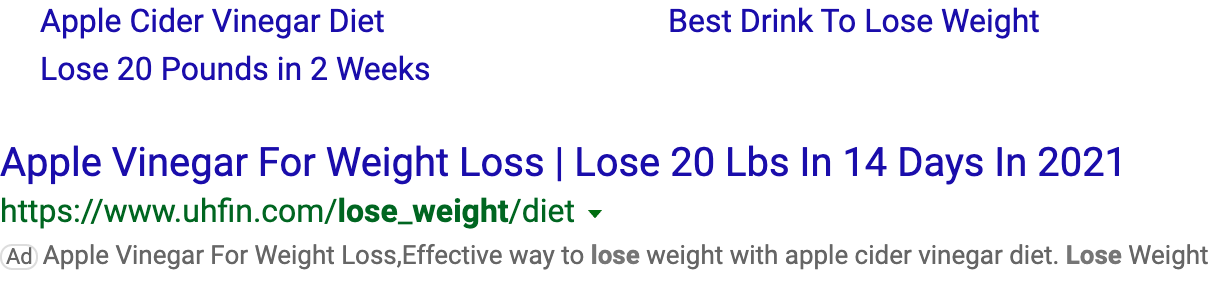 Apple Cider Vinegar Diet
Best Drink To Lose Weight
Lose 20 Pounds in 2 Weeks
Apple Vinegar For Weight Loss | Lose 20 Lbs In 14 Days In 2021
https://www.uhfin.com/lose_weight/diet
Ad Apple Vinegar For Weight Loss,Effective way to lose weight with apple cider vinegar diet. Lose Weight